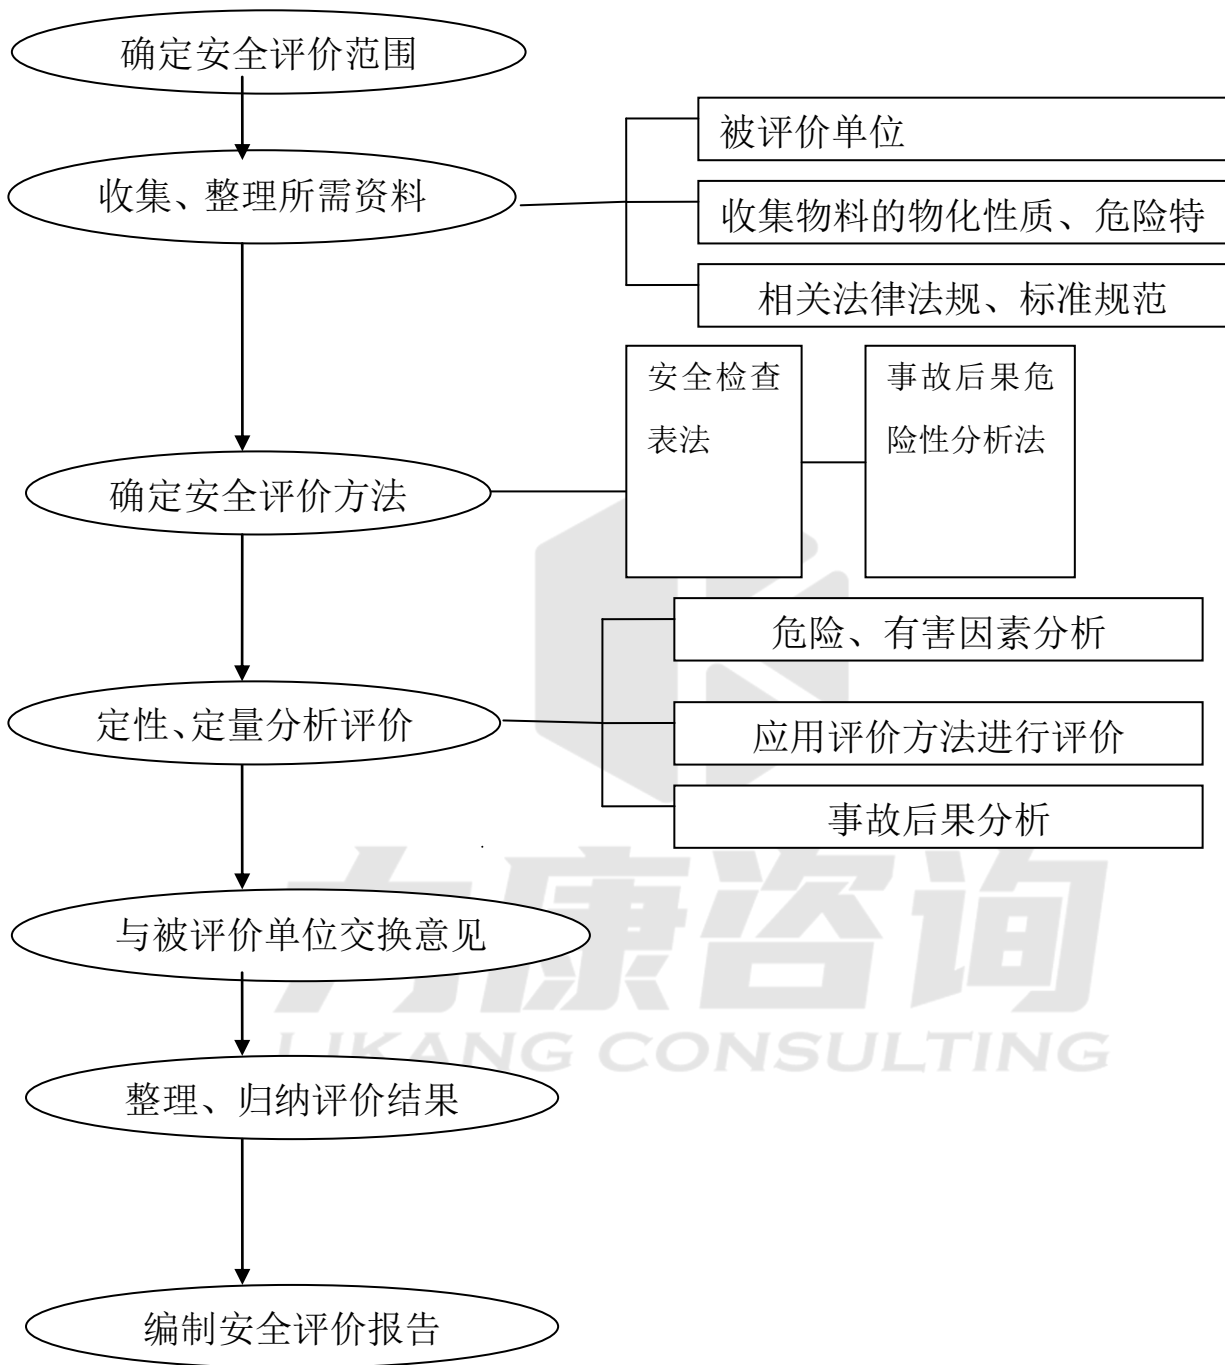 确定安全评价范围
被评价单位
收集、整理所需资料
收集物料的物化性质、危险特
相关法律法规、标准规范
安全检查
表法
事故后果危
险性分析法
确定安全评价方法
危险、有害因素分析
定性、定量分析评价
应用评价方法进行评价
事故后果分析
力康咨询
与被评价单位交换意见
LIKANG CONSULTING
整理、归纳评价结果
编制安全评价报告